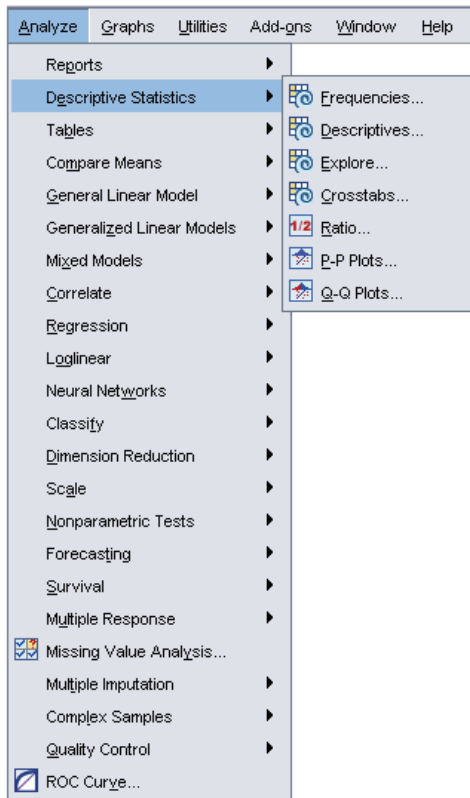 Analyze Graphs Utilities Add-ons Window Help
Reports
Descriptive Statistics
Tables
Compare Means
General Linear Model
Generalized Linear Models
Mixed Models
Correlate
Regression
Loglinear
Neural Networks
Classify
Dimension Reduction
Scale
Nonparametric Tests
Forecasting
Survival
Multiple Response
Missing Value Analysis...
Multiple Imputation
Complex Samples
Quality Control
ROC Curve...
Frequencies...
Descriptives...
Explore...
Crosstabs...
1/2 Ratio...
P-P Plots...
Q-Q Plots...